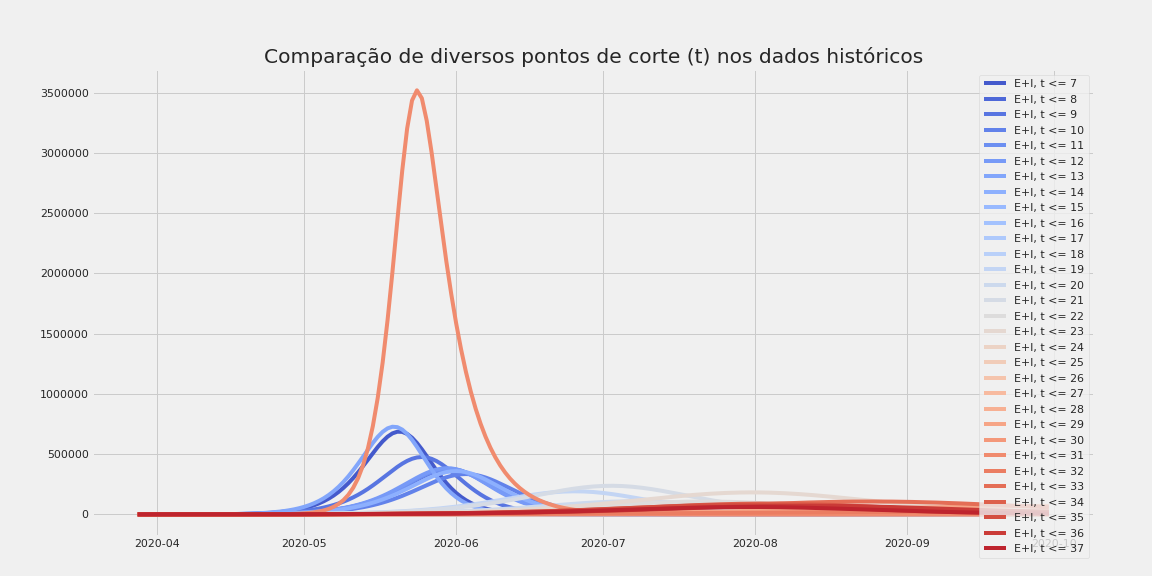 Comparação de diversos pontos de corte (t) nos dados históricos
3500000
3000000
2500000
2000000
1500000
1000000
500000
0
2020-04 2020-05 2020-06 2020-07 2020-08 2020-09 2020-10
E+I, t <= 7
E+I, t <= 8
E+I, t <= 9
E+I, t <= 10
E+I, t <= 11
E+I, t <= 12
E+I, t <= 13
E+I, t <= 14
E+I, t <= 15
E+I, t <= 16
E+I, t <= 17
E+I, t <= 18
E+I, t <= 19
E+I, t <= 20
E+I, t <= 21
E+I, t <= 22
E+I, t <= 23
E+I, t <= 24
E+I, t <= 25
E+I, t <= 26
E+I, t <= 27
E+I, t <= 28
E+I, t <= 29
E+I, t <= 30
E+I, t <= 31
E+I, t <= 32
E+I, t <= 33
E+I, t <= 34
E+I, t <= 35
E+I, t <= 36
E+I, t <= 37